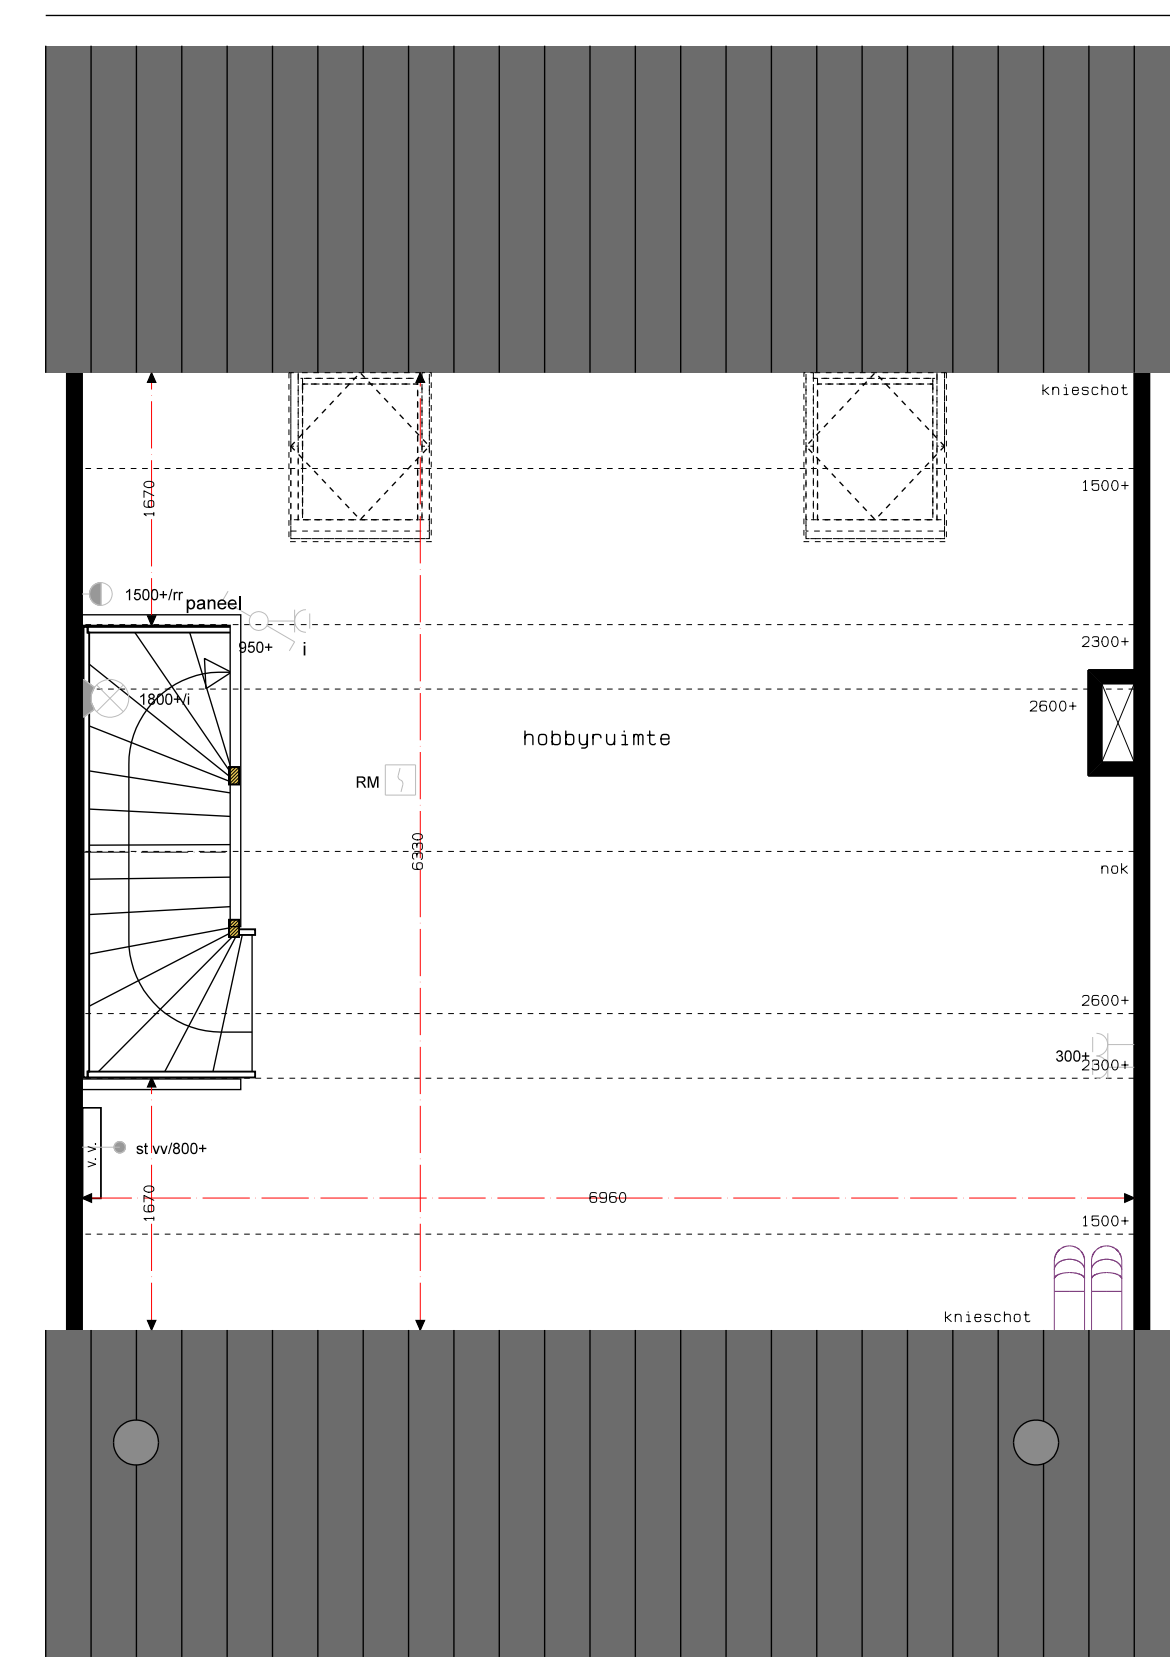 knieschot
1670
1500+
1500+/rr
paneel
950+
i
2300+
1800+/i
2600+
hobbyruimte
RM
6330
nok
2600+
300+
2300+
v. v.
st vv/800+
1670
6960
1500+
knieschot